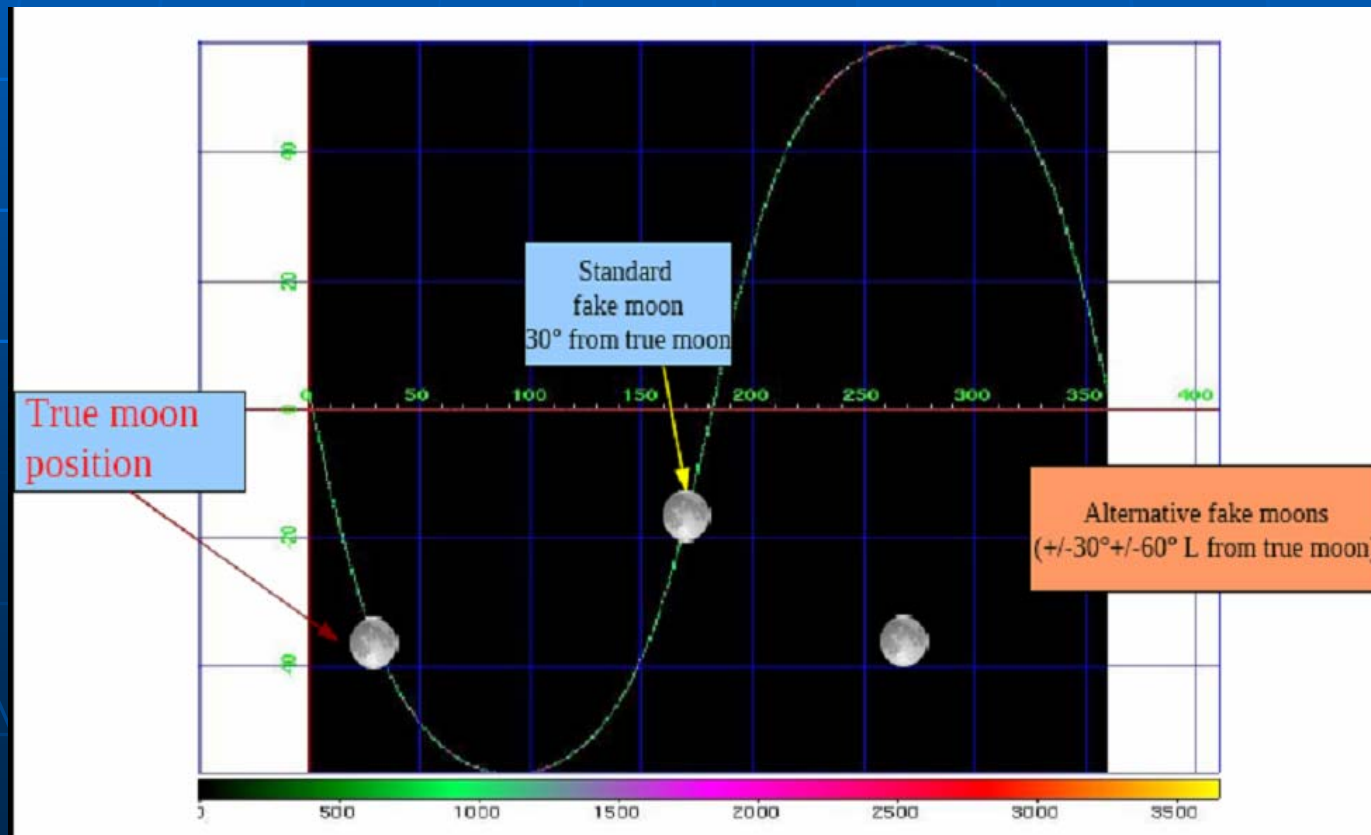 40
20
Standard
fake moon
30° from true moon
0 50 100 150 200 250 300 350 400
0
True moon
position
Alternative fake moons
(+/-30°+/-60° L from true moon)
-20
-40
0 500 1000 1500 2000 2500 3000 3500